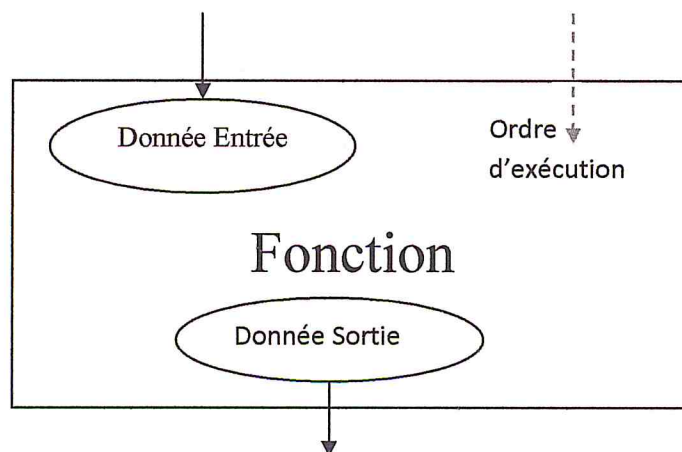 Donnée Entrée
Ordre
d'exécution
Fonction
Donnée Sortie